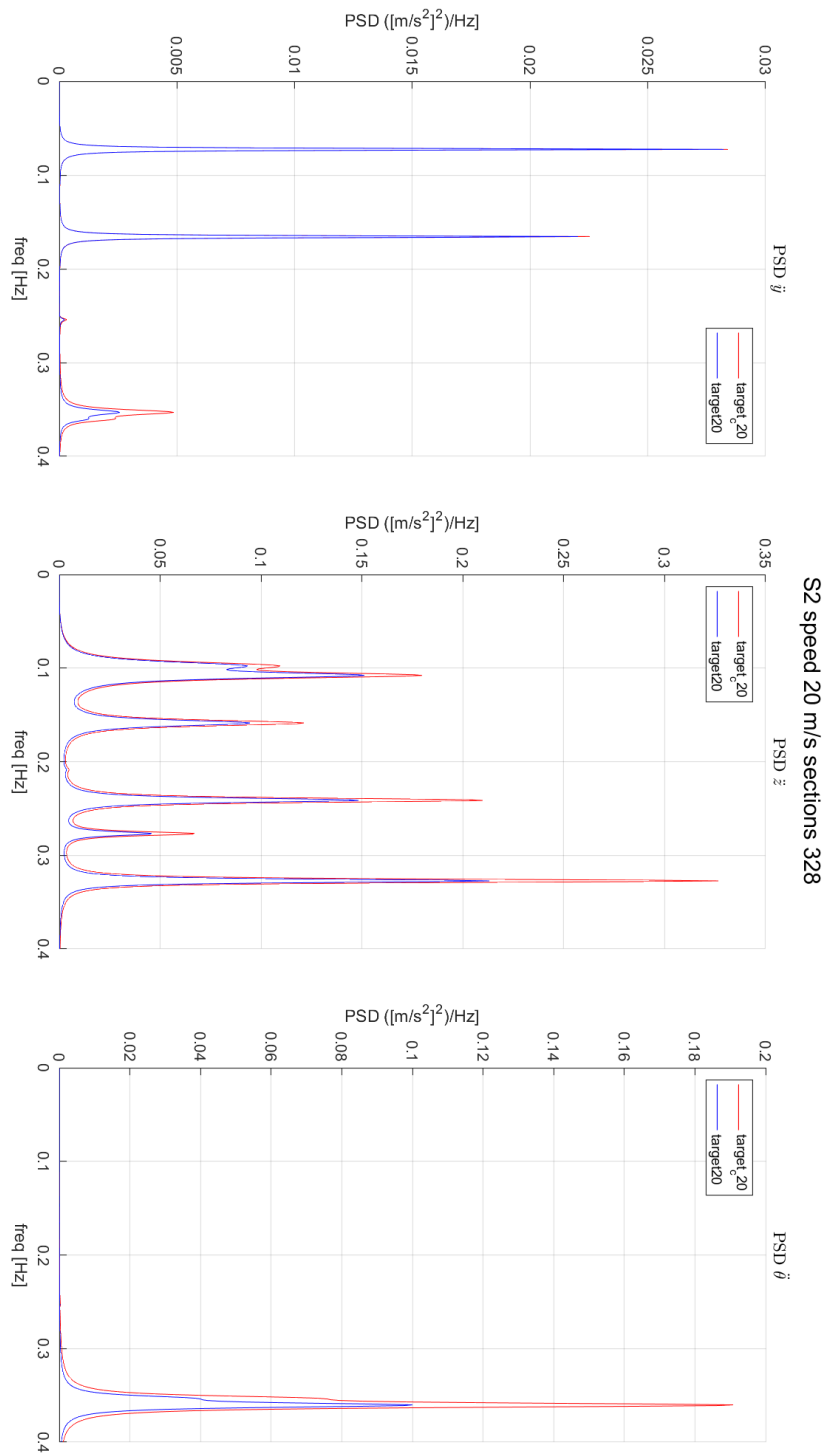 S2 speed 20 m/s sections 328
PSD ÿ
PSD ([m/s²]²)/Hz
0.03
0.025
0.02
0.015
0.01
0.005
0
0 0.1 0.2 0.3 0.4
freq [Hz]
target_c20
target20
PSD z̈
PSD ([m/s²]²)/Hz
0.35
0.3
0.25
0.2
0.15
0.1
0.05
0
0 0.1 0.2 0.3 0.4
freq [Hz]
target_c20
target20
PSD θ̈
PSD ([m/s²]²)/Hz
0.2
0.18
0.16
0.14
0.12
0.1
0.08
0.06
0.04
0.02
0
0 0.1 0.2 0.3 0.4
freq [Hz]
target_c20
target20